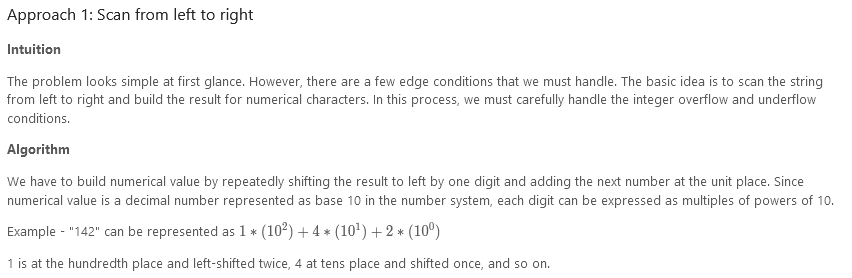 Approach 1: Scan from left to right
Intuition
The problem looks simple at first glance. However, there are a few edge conditions that we must handle. The basic idea is to scan the string
from left to right and build the result for numerical characters. In this process, we must carefully handle the integer overflow and underflow
conditions.
Algorithm
We have to build numerical value by repeatedly shifting the result to left by one digit and adding the next number at the unit place. Since
numerical value is a decimal number represented as base 10 in the number system, each digit can be expressed as multiples of powers of 10.
Example - "142" can be represented as 1 ∗ (10²) + 4 ∗ (10¹) + 2 ∗ (10⁰)
1 is at the hundredth place and left-shifted twice, 4 at tens place and shifted once, and so on.